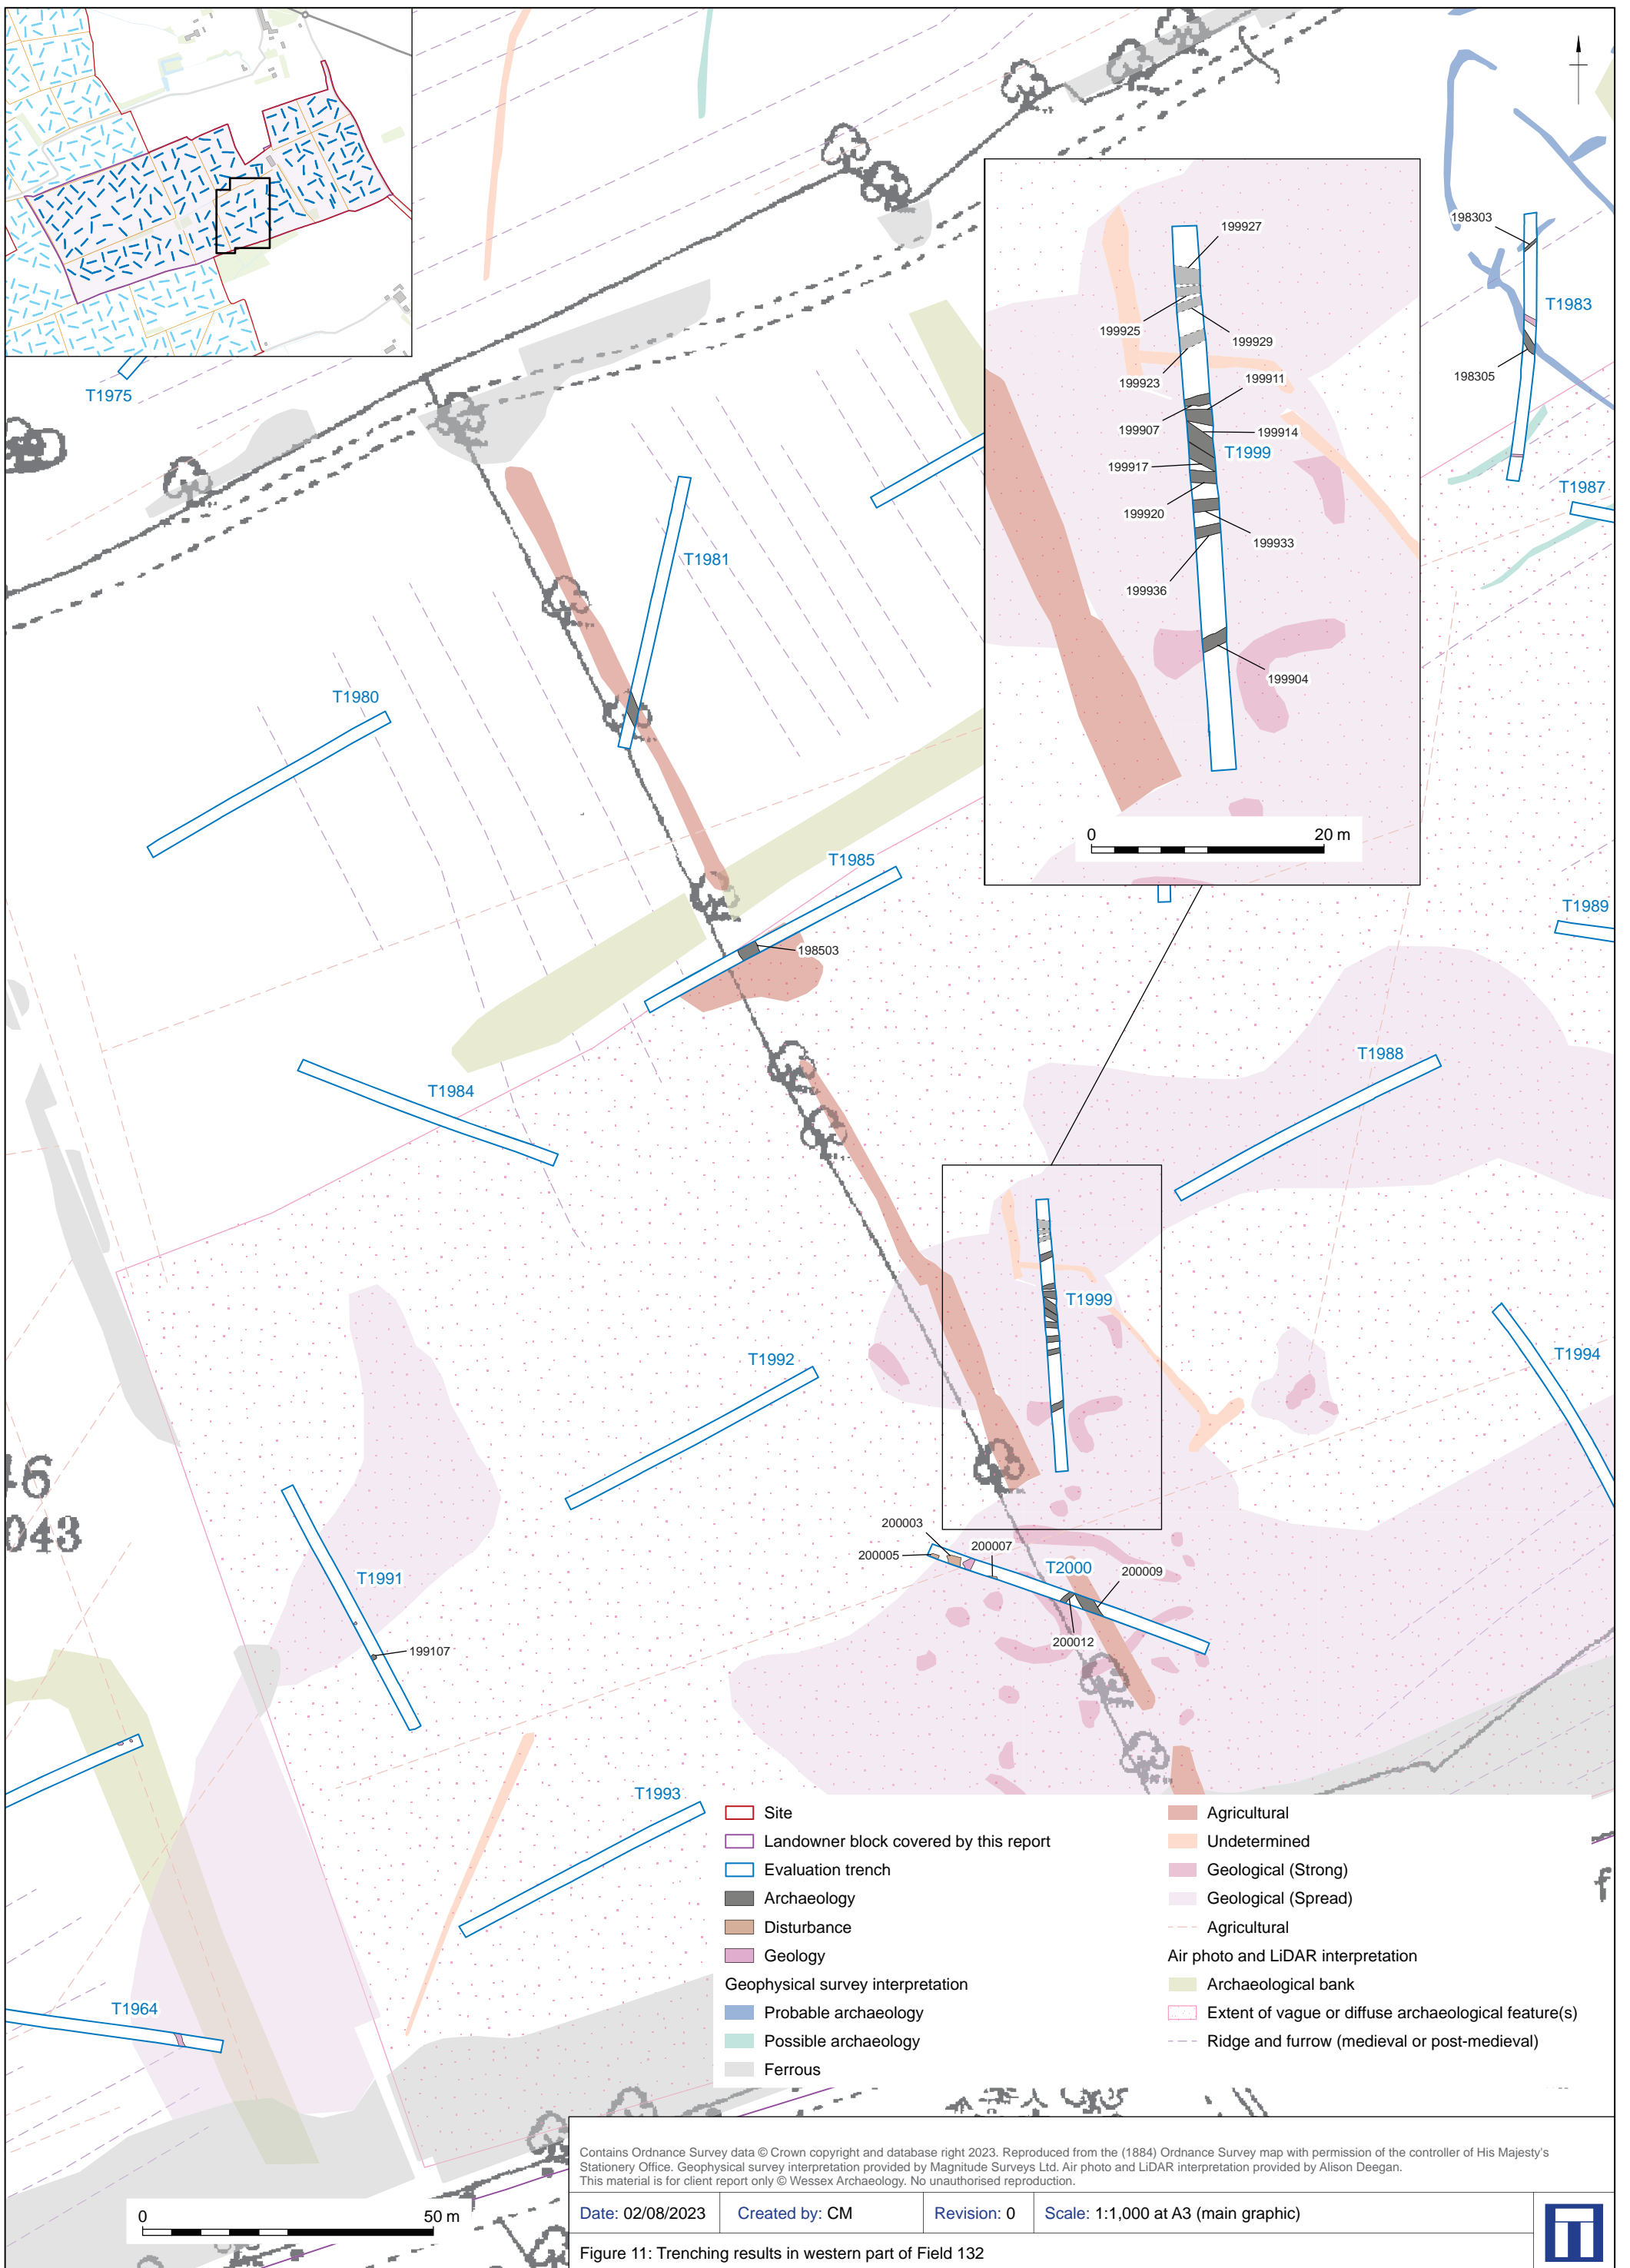 T1975
198303
T1983
198305
T1987
199927
199925
199929
199923
199911
199907
199914
T1999
199917
199920
199933
199936
199904
0 20 m
T1981
T1980
T1985
198503
T1989
T1984
T1988
T1999
T1992
T1994
043
T1991
199107
200003
200005
200007
T2000
200009
200012
T1993
T1964
Site
Landowner block covered by this report
Evaluation trench
Archaeology
Disturbance
Geology
Geophysical survey interpretation
Probable archaeology
Possible archaeology
Ferrous
Agricultural
Undetermined
Geological (Strong)
Geological (Spread)
Agricultural
Air photo and LiDAR interpretation
Archaeological bank
Extent of vague or diffuse archaeological feature(s)
Ridge and furrow (medieval or post-medieval)
0 50 m
Contains Ordnance Survey data © Crown copyright and database right 2023. Reproduced from the (1884) Ordnance Survey map with permission of the controller of His Majesty's
Stationery Office. Geophysical survey interpretation provided by Magnitude Surveys Ltd. Air photo and LiDAR interpretation provided by Alison Deegan.
This material is for client report only © Wessex Archaeology. No unauthorised reproduction.
Date: 02/08/2023 Created by: CM Revision: 0 Scale: 1:1,000 at A3 (main graphic)
Figure 11: Trenching results in western part of Field 132